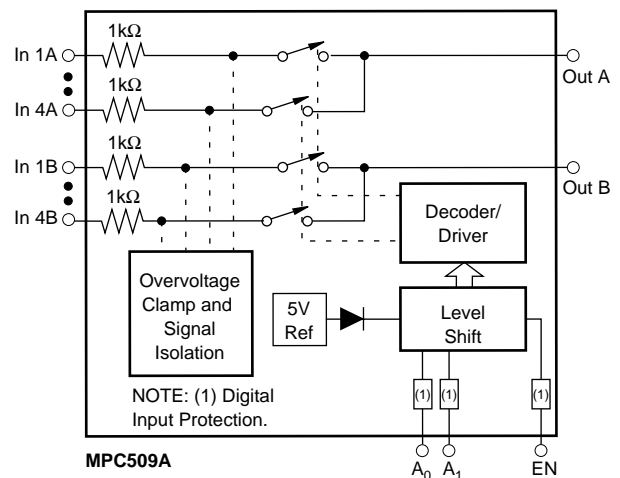 1kΩ
In 1A
Out A
1kΩ
In 4A
1kΩ
In 1B
Out B
1kΩ
In 4B
Decoder/
Driver
Overvoltage
Clamp and
Signal
Isolation
5V
Ref
Level
Shift
NOTE: (1) Digital
Input Protection.
(1)
(1)
(1)
MPC509A
A0
A1
EN